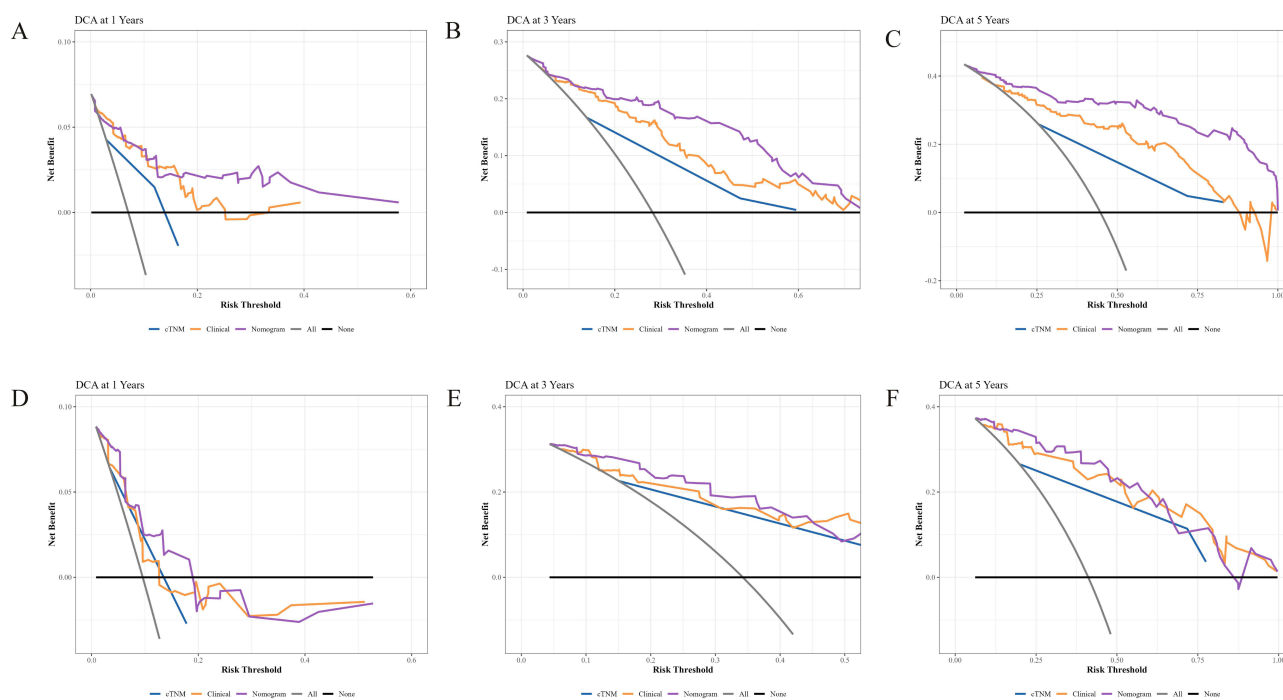 A
DCA at 1 Years
Net Benefit
0.10
0.05
0.00
0.0 0.2 0.4 0.6
Risk Threshold
cTNM Clinical Nomogram All None
B
DCA at 3 Years
Net Benefit
0.3
0.2
0.1
0.0
-0.1
0.0 0.2 0.4 0.6
Risk Threshold
cTNM Clinical Nomogram All None
C
DCA at 5 Years
Net Benefit
0.4
0.2
0.0
-0.2
0.00 0.25 0.50 0.75 1.00
Risk Threshold
cTNM Clinical Nomogram All None
D
DCA at 1 Years
Net Benefit
0.10
0.05
0.00
0.0 0.2 0.4 0.6
Risk Threshold
cTNM Clinical Nomogram All None
E
DCA at 3 Years
Net Benefit
0.4
0.2
0.0
0.0 0.1 0.2 0.3 0.4 0.5
Risk Threshold
cTNM Clinical Nomogram All None
F
DCA at 5 Years
Net Benefit
0.4
0.2
0.0
0.00 0.25 0.50 0.75 1.00
Risk Threshold
cTNM Clinical Nomogram All None